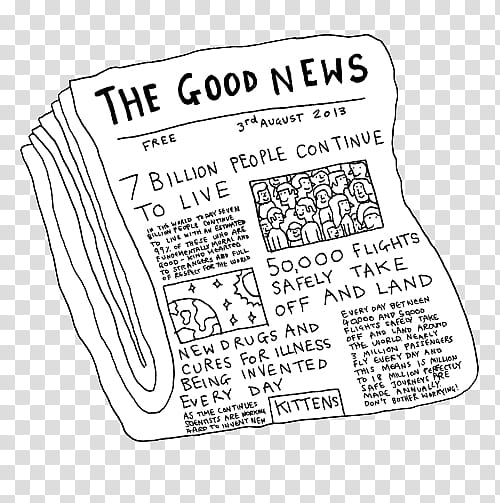 THE GOOD NEWS
FREE
3rd AUGUST 2013
7 BILLION PEOPLE CONTINUE
TO LIVE
IN THE WORLD TODAY SEVEN
BILLION PEOPLE CONTINUE
TO LIVE WITH AN ESTIMATED
99% OF THESE WHO ARE
FUNDEMENTALLY MORAL AND
GOOD-KIND HEARTED
TO STRANGERS AND FULL
OF RESPECT FOR THE WORLD
50,000 FLIGHTS
SAFELY TAKE
OFF AND LAND
EVERY DAY BETWEEN
40000 AND 50000
FLIGHTS SAFELY TAKE
OFF AND LAND AROUND
THE WORLD. NEARLY
3 MILLION PASSENGERS
FLY EVERY DAY AND
THIS MEANS 15 MILLION
TO 18 MILLION PERFECTLY
SAFE JOURNEYS ARE
MADE ANNUALLY.
DON'T BOTHER WORRYING!
NEW DRUGS AND
CURES FOR ILLNESS
BEING INVENTED
EVERY DAY
AS TIME CONTINUES
SCIENTISTS ARE WORKING
HARD TO INVENT NEW
KITTENS